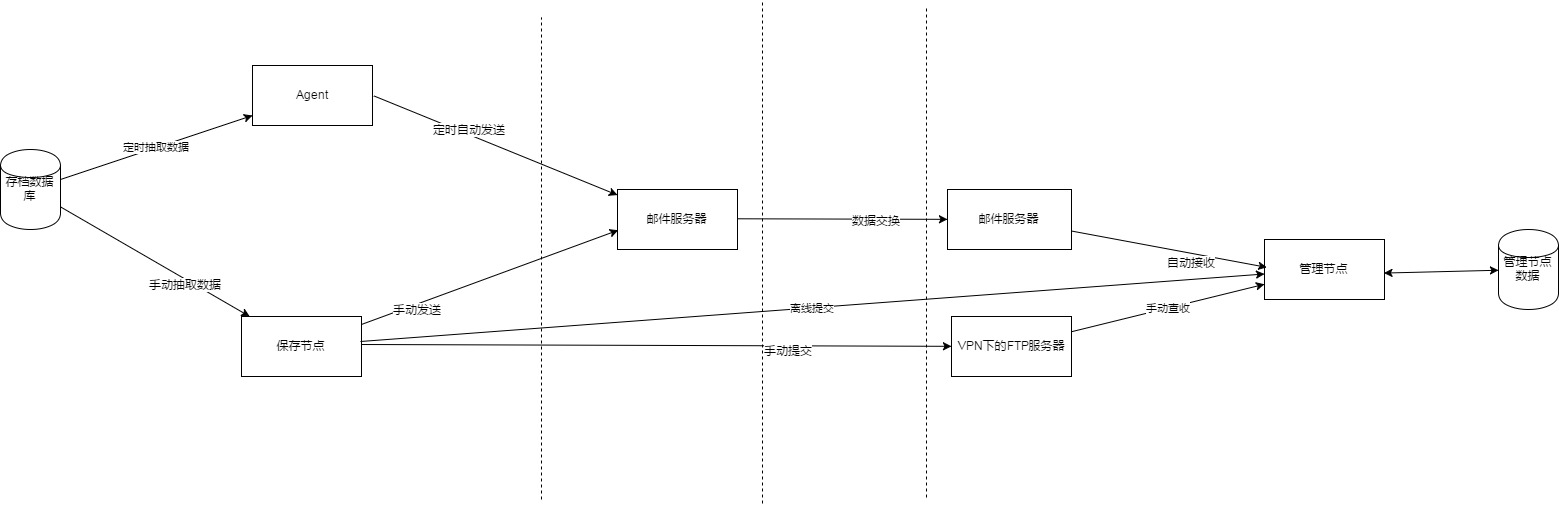 Agent
定时自动发送
定时抽取数据
存档数据
库
邮件服务器
数据交换
邮件服务器
自动接收
管理节点
管理节点
数据
手动抽取数据
手动发送
离线提交
手动查收
保存节点
手动提交
VPN下的FTP服务器